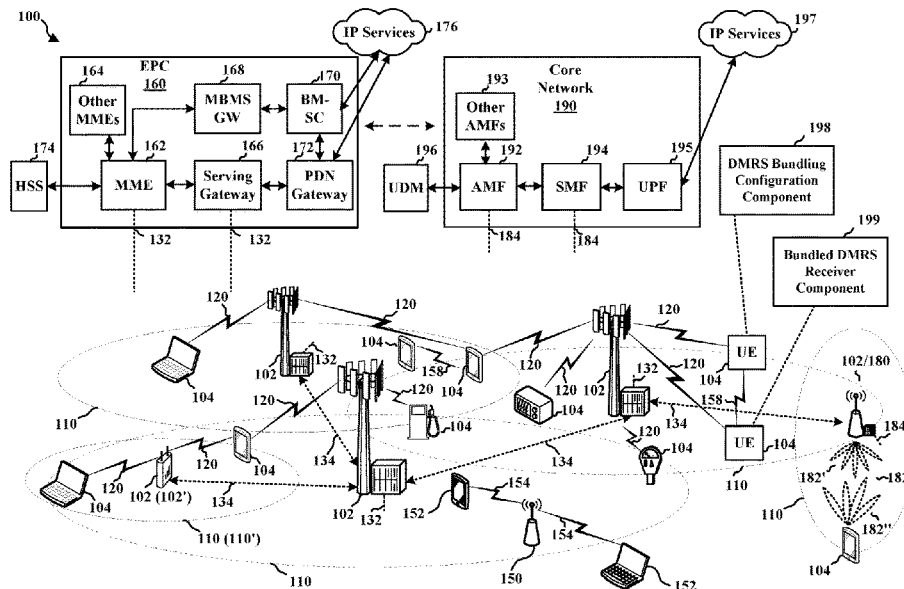 100
IP Services
176
IP Services
197
EPC
160
164
Other
MMEs
168
MBMS
GW
170
BM-
SC
174
HSS
162
MME
166
Serving
Gateway
172
PDN
Gateway
132
132
Core
Network
190
193
Other
AMFs
196
UDM
192
AMF
194
SMF
195
UPF
184
184
198
DMRS Bundling
Configuration
Component
199
Bundled DMRS
Receiver
Component
120
120
120
120
120
120
120
120
120
120
120
120
104
104
104
104
104
104
104
104
UE
104
UE
104
104
104
158
158
102
102
102
102 (102')
102/180
132
132
132
134
134
134
134
184
182'
182
182''
110
110
110
110
110 (110')
152
154
154
150
152